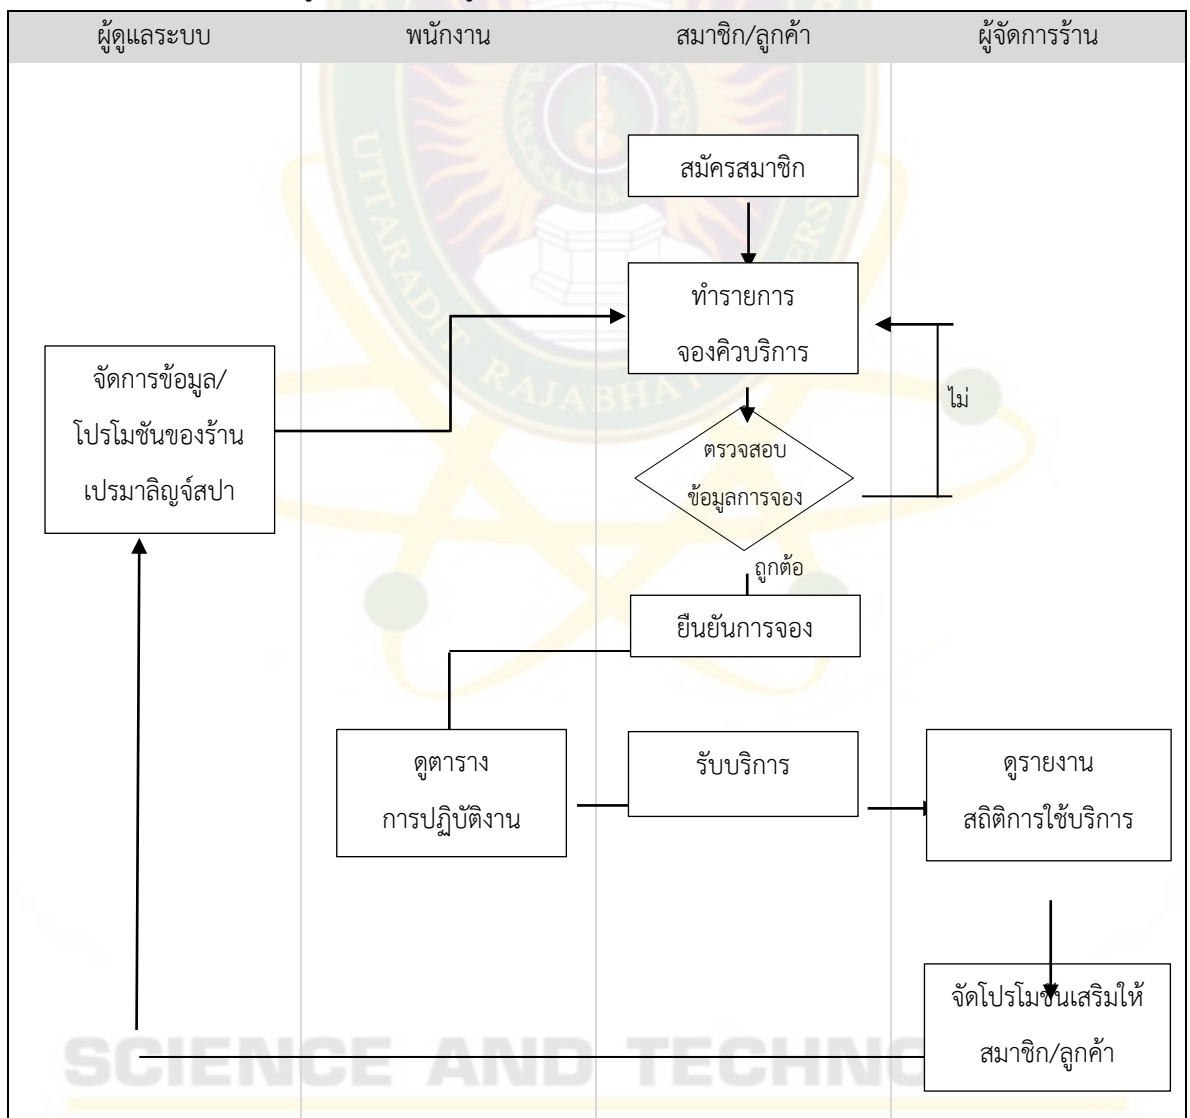 ผู้ดูแลระบบ
พนักงาน
สมาชิก/ลูกค้า
ผู้จัดการร้าน
สมัครสมาชิก
ทำรายการ
จองคิวบริการ
จัดการข้อมูล/
โปรโมชันของร้าน
เปรมาลิญจ์สปา
ไม่
ตรวจสอบ
ข้อมูลการจอง
ถูกต้อ
ยืนยันการจอง
ดูตาราง
การปฏิบัติงาน
รับบริการ
ดูรายงาน
สถิติการใช้บริการ
จัดโปรโมชันเสริมให้
สมาชิก/ลูกค้า
UTTARADIT RAJABHAT
SCIENCE AND TECHNO